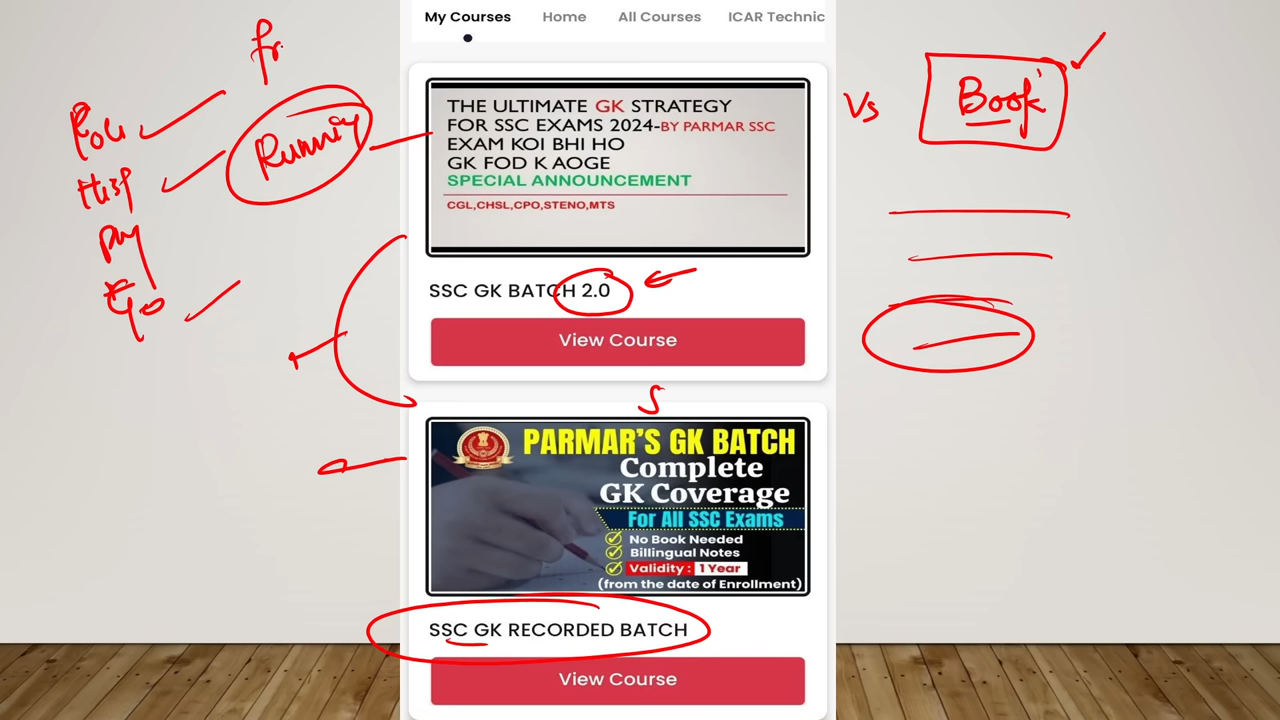 My Courses Home All Courses ICAR Technic
fr
Running
Vs
Book
THE ULTIMATE GK STRATEGY
FOR SSC EXAMS 2024-BY PARMAR SSC
EXAM KOI BHI HO
GK FOD K AOGE
SPECIAL ANNOUNCEMENT
CGL,CHSL,CPO,STENO,MTS
SSC GK BATCH 2.0
View Course
S
PARMAR'S GK BATCH
Complete
GK Coverage
For All SSC Exams
No Book Needed
Billingual Notes
Validity : 1 Year
(from the date of Enrollment)
SSC GK RECORDED BATCH
View Course